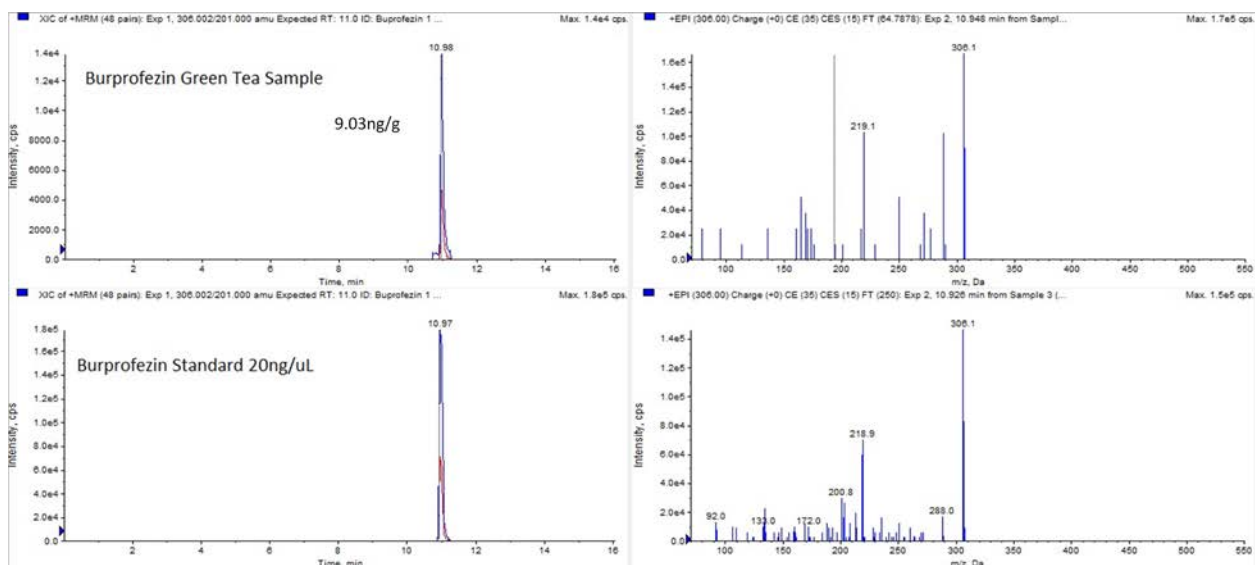 XIC of +MRM (48 pairs): Exp 1, 306.002/201.000 amu Expected RT: 11.0 ID: Buprofezin 1 ... Max. 1.4e4 cps.
10.98
1.4e4
Burprofezin Green Tea Sample
1.2e4
1.0e4
9.03ng/g
8000.0
6000.0
4000.0
2000.0
0.0
Intensity, cps
2 4 6 8 10 12 14 16
Time, min
+EPI (306.00) Charge (+0) CE (35) CES (15) FT (64.7878): Exp 2, 10.948 min from Sampl... Max. 1.7e5 cps.
306.1
1.6e5
1.4e5
1.2e5
219.1
1.0e5
8.0e4
6.0e4
4.0e4
2.0e4
0.0
Intensity, cps
100 150 200 250 300 350 400 450 500 550
m/z, Da
XIC of +MRM (48 pairs): Exp 1, 306.002/201.000 amu Expected RT: 11.0 ID: Buprofezin 1 ... Max. 1.8e5 cps.
10.97
1.8e5
1.6e5
Burprofezin Standard 20ng/uL
1.4e5
1.2e5
1.0e5
8.0e4
6.0e4
4.0e4
2.0e4
0.0
Intensity, cps
2 4 6 8 10 12 14 16
Time, min
+EPI (306.00) Charge (+0) CE (35) CES (15) FT (250): Exp 2, 10.926 min from Sample 3 (... Max. 1.5e5 cps.
306.1
1.4e5
1.2e5
1.0e5
8.0e4
218.9
6.0e4
4.0e4
200.8
2.0e4
92.0 133.0 172.0 288.0
0.0
Intensity, cps
100 150 200 250 300 350 400 450 500 550
m/z, Da